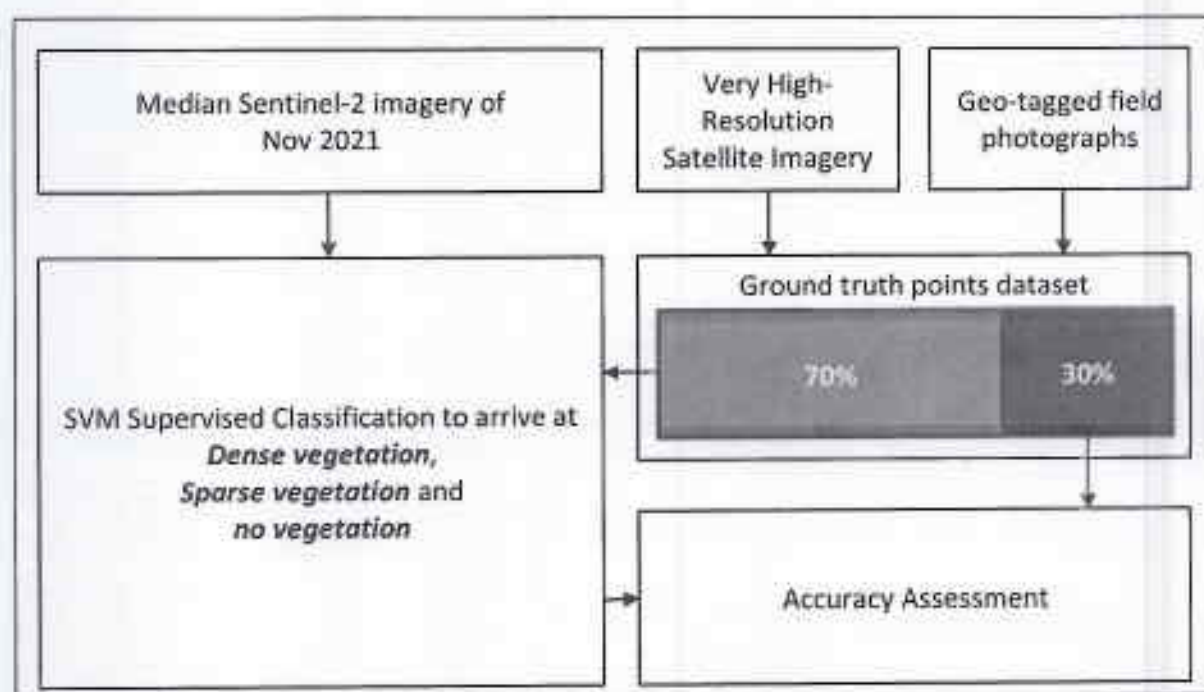 Median Sentinel-2 imagery of
Nov 2021
Very High-
Resolution
Satellite Imagery
Geo-tagged field
photographs
Ground truth points dataset
70%
30%
SVM Supervised Classification to arrive at
Dense vegetation,
Sparse vegetation and
no vegetation
Accuracy Assessment